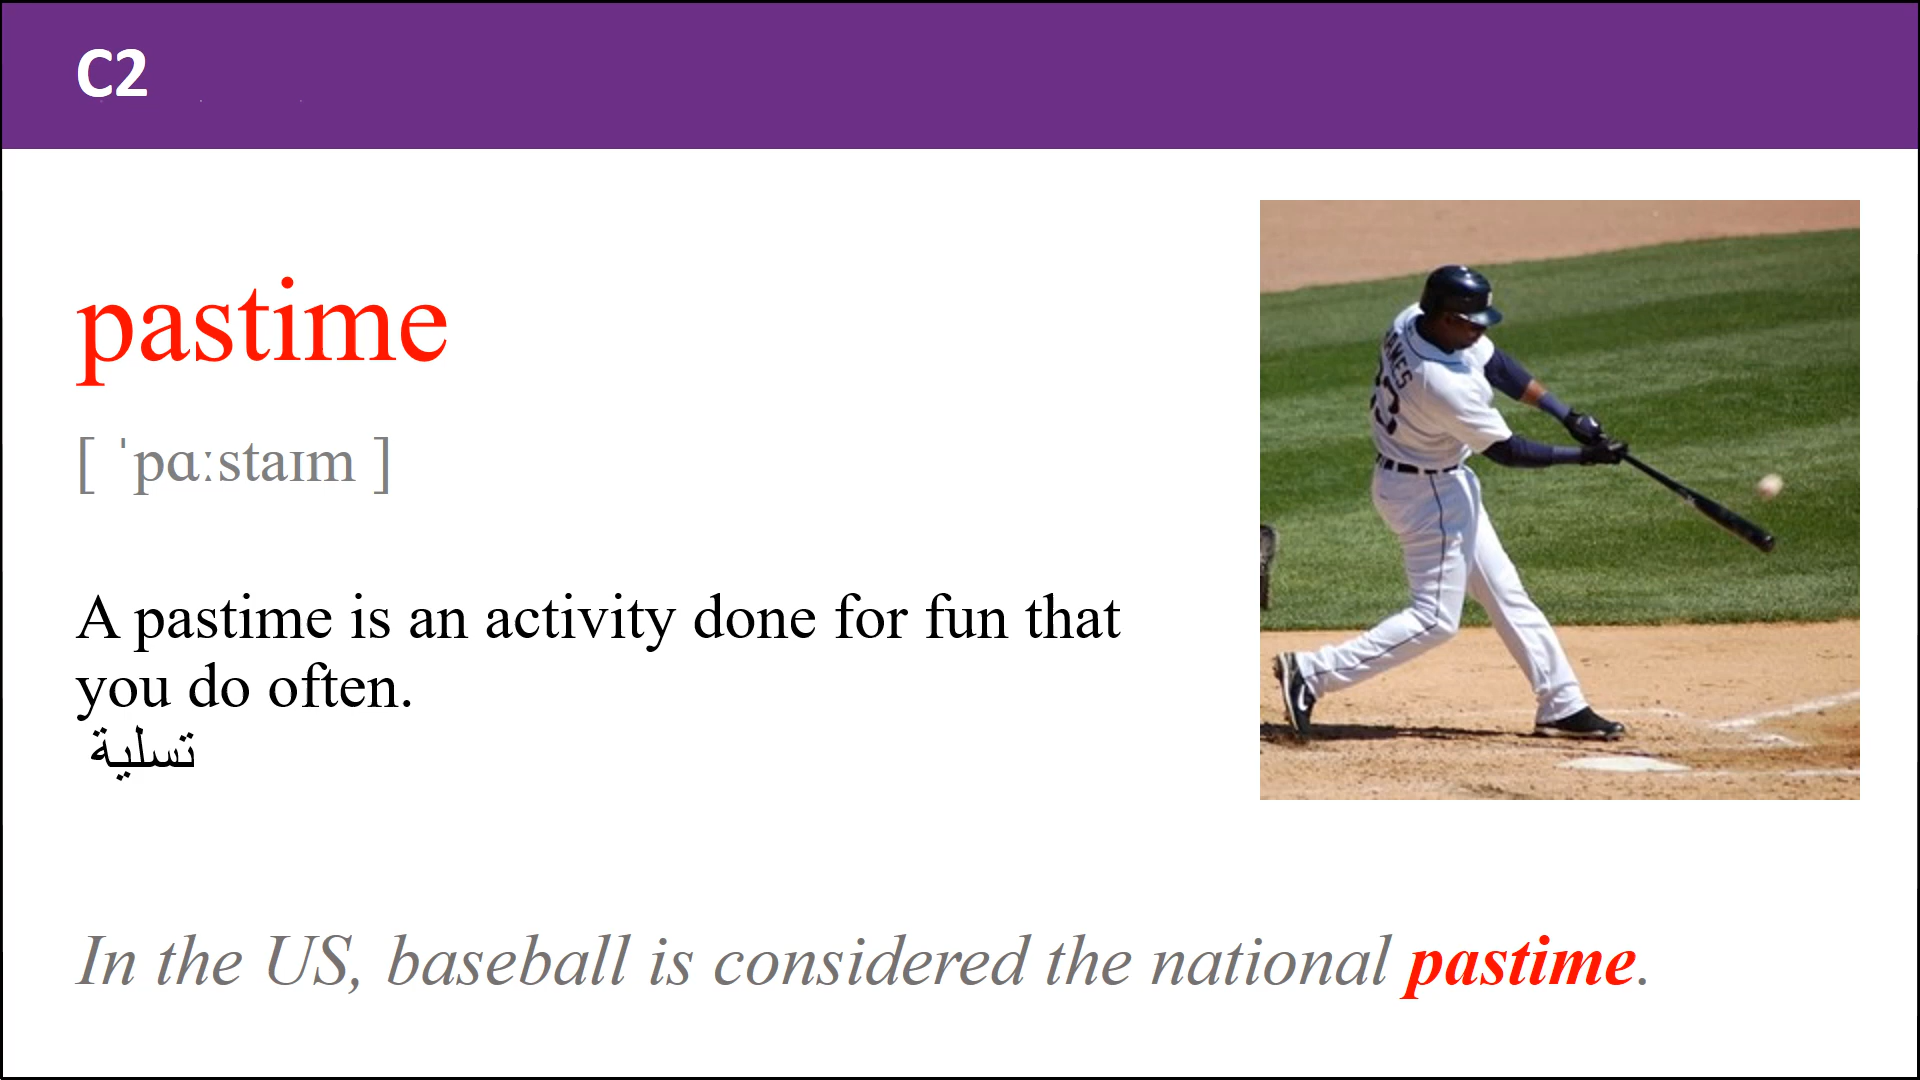 C2
pastime
[ ˈpɑːstaɪm ]
A pastime is an activity done for fun that
you do often.
تسلية
In the US, baseball is considered the national pastime.